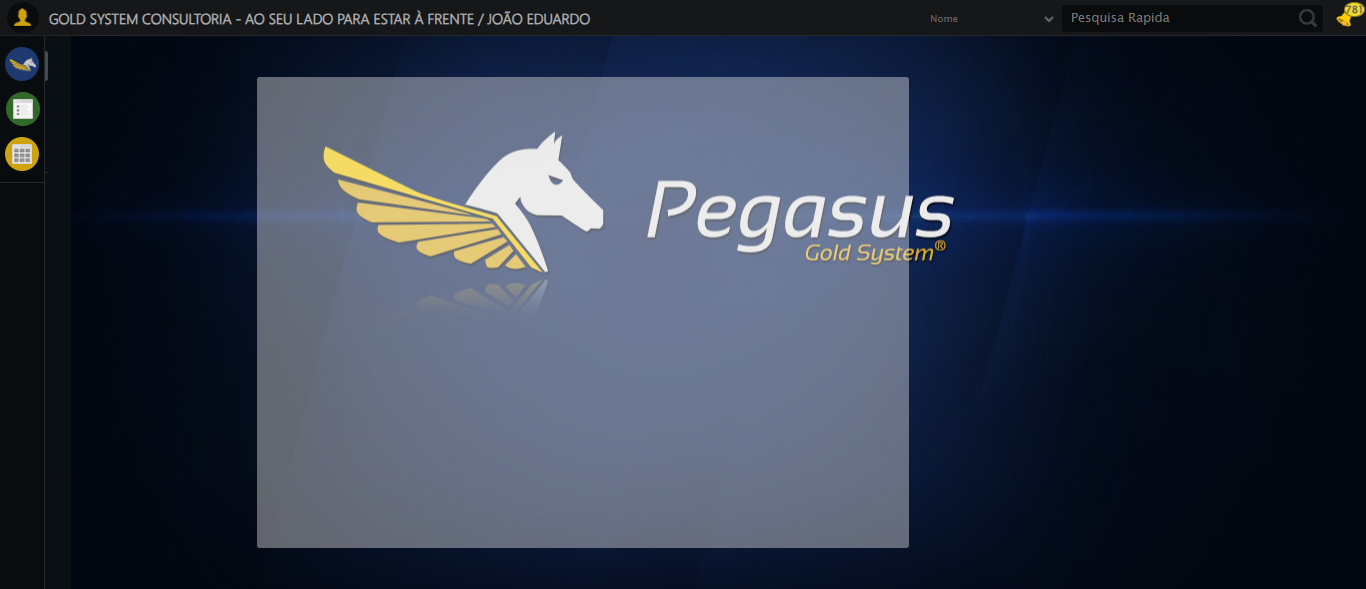 GOLD SYSTEM CONSULTORIA - AO SEU LADO PARA ESTAR À FRENTE / JOÃO EDUARDO
Nome
Pesquisa Rapida
781
Pegasus
Gold System®